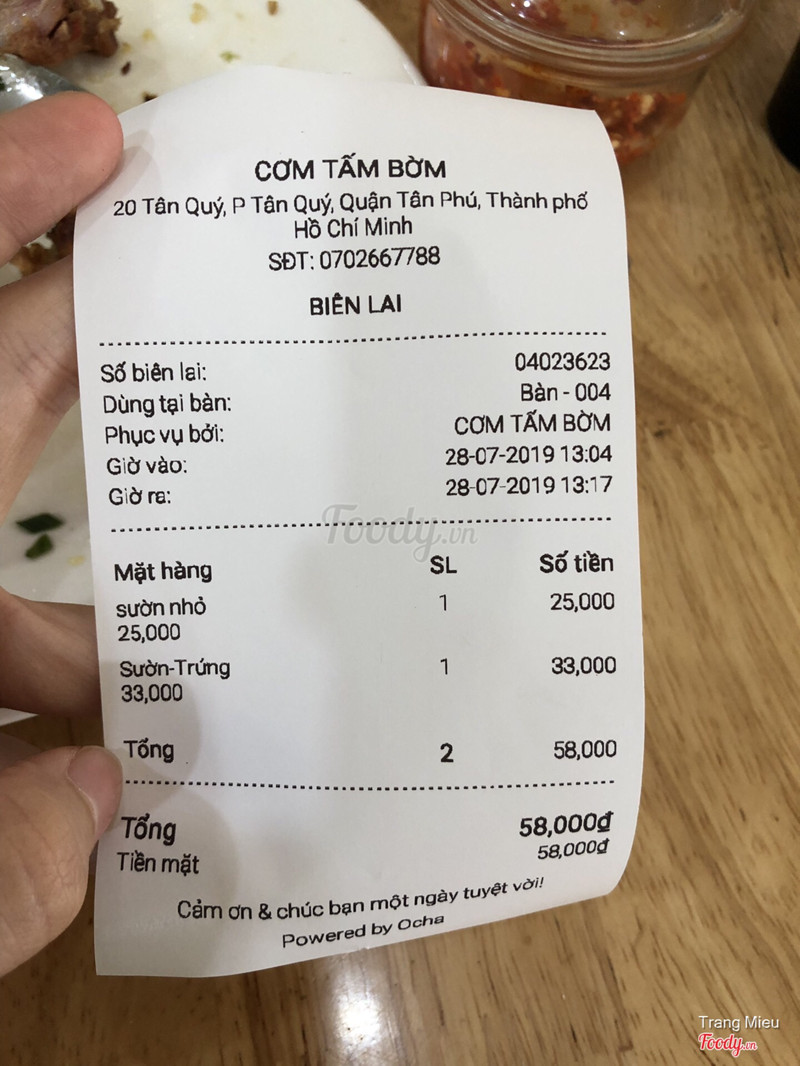 CƠM TẤM BỜM
20 Tân Quý, P Tân Quý, Quận Tân Phú, Thành phố
Hồ Chí Minh
SĐT: 0702667788
BIÊN LAI
Số biên lai: 04023623
Dùng tại bàn: Bàn - 004
Phục vụ bởi: CƠM TẤM BỜM
Giờ vào: 28-07-2019 13:04
Giờ ra: 28-07-2019 13:17
Foody.vn
Mặt hàng SL Số tiền
sườn nhỏ 1 25,000
25,000
Sườn-Trứng 1 33,000
33,000
Tổng 2 58,000
Tổng 58,000₫
Tiền mặt 58,000₫
Cảm ơn & chúc bạn một ngày tuyệt vời!
Powered by Ocha
Trang Mieu
Foody.vn